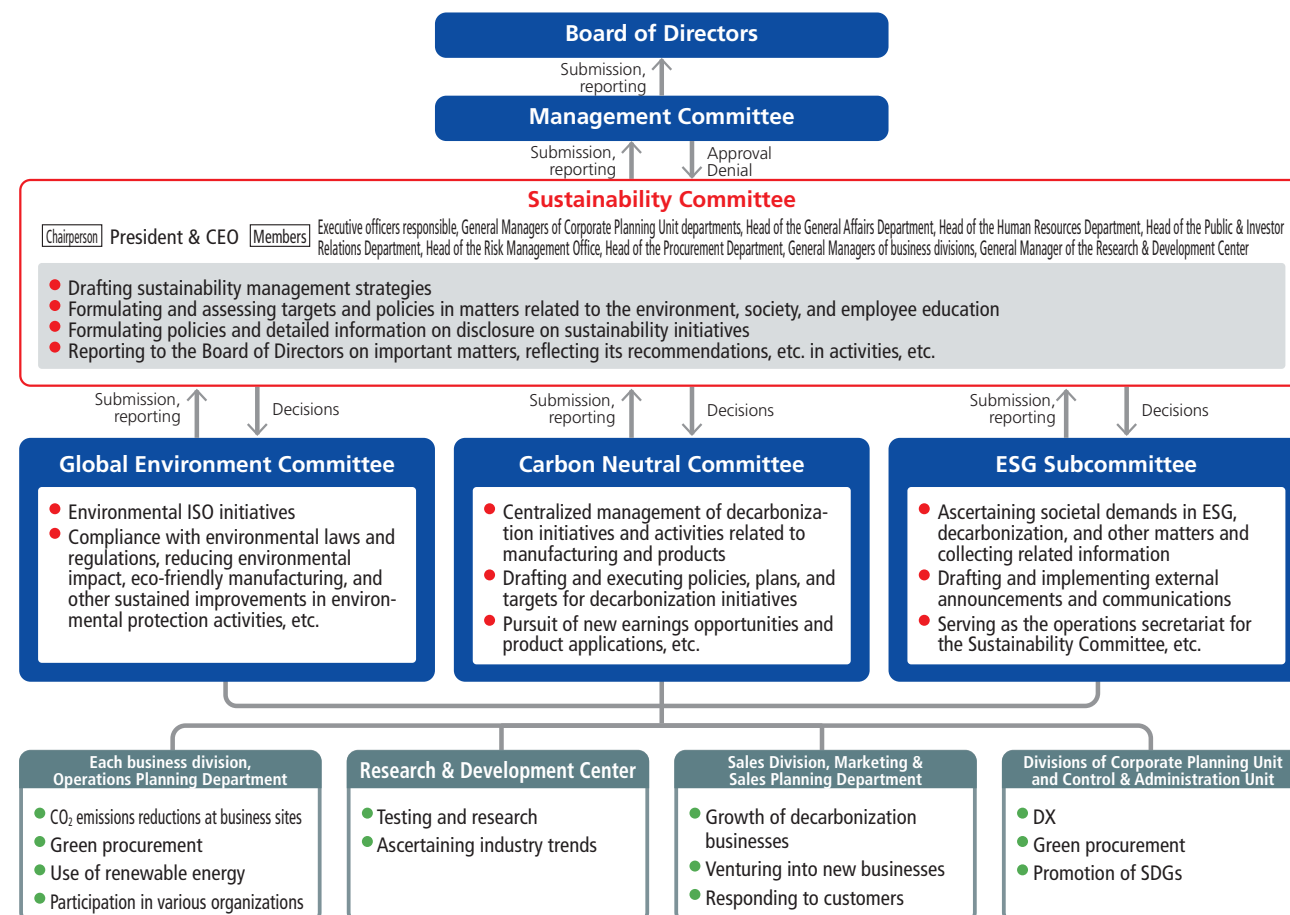 Board of Directors
Submission,
reporting
Management Committee
Submission,
reporting
Approval
Denial
Sustainability Committee
Chairperson President & CEO Members Executive officers responsible, General Managers of Corporate Planning Unit departments, Head of the General Affairs Department, Head of the Human Resources Department, Head of the Public & Investor
Relations Department, Head of the Risk Management Office, Head of the Procurement Department, General Managers of business divisions, General Manager of the Research & Development Center
● Drafting sustainability management strategies
● Formulating and assessing targets and policies in matters related to the environment, society, and employee education
● Formulating policies and detailed information on disclosure on sustainability initiatives
● Reporting to the Board of Directors on important matters, reflecting its recommendations, etc. in activities, etc.
Submission,
reporting
Decisions
Submission,
reporting
Decisions
Submission,
reporting
Decisions
Global Environment Committee
● Environmental ISO initiatives
● Compliance with environmental laws and
regulations, reducing environmental
impact, eco-friendly manufacturing, and
other sustained improvements in environ-
mental protection activities, etc.
Carbon Neutral Committee
● Centralized management of decarboniza-
tion initiatives and activities related to
manufacturing and products
● Drafting and executing policies, plans, and
targets for decarbonization initiatives
● Pursuit of new earnings opportunities and
product applications, etc.
ESG Subcommittee
● Ascertaining societal demands in ESG,
decarbonization, and other matters and
collecting related information
● Drafting and implementing external
announcements and communications
● Serving as the operations secretariat for
the Sustainability Committee, etc.
Each business division,
Operations Planning Department
● CO₂ emissions reductions at business sites
● Green procurement
● Use of renewable energy
● Participation in various organizations
Research & Development Center
● Testing and research
● Ascertaining industry trends
Sales Division, Marketing &
Sales Planning Department
● Growth of decarbonization
businesses
● Venturing into new businesses
● Responding to customers
Divisions of Corporate Planning Unit
and Control & Administration Unit
● DX
● Green procurement
● Promotion of SDGs